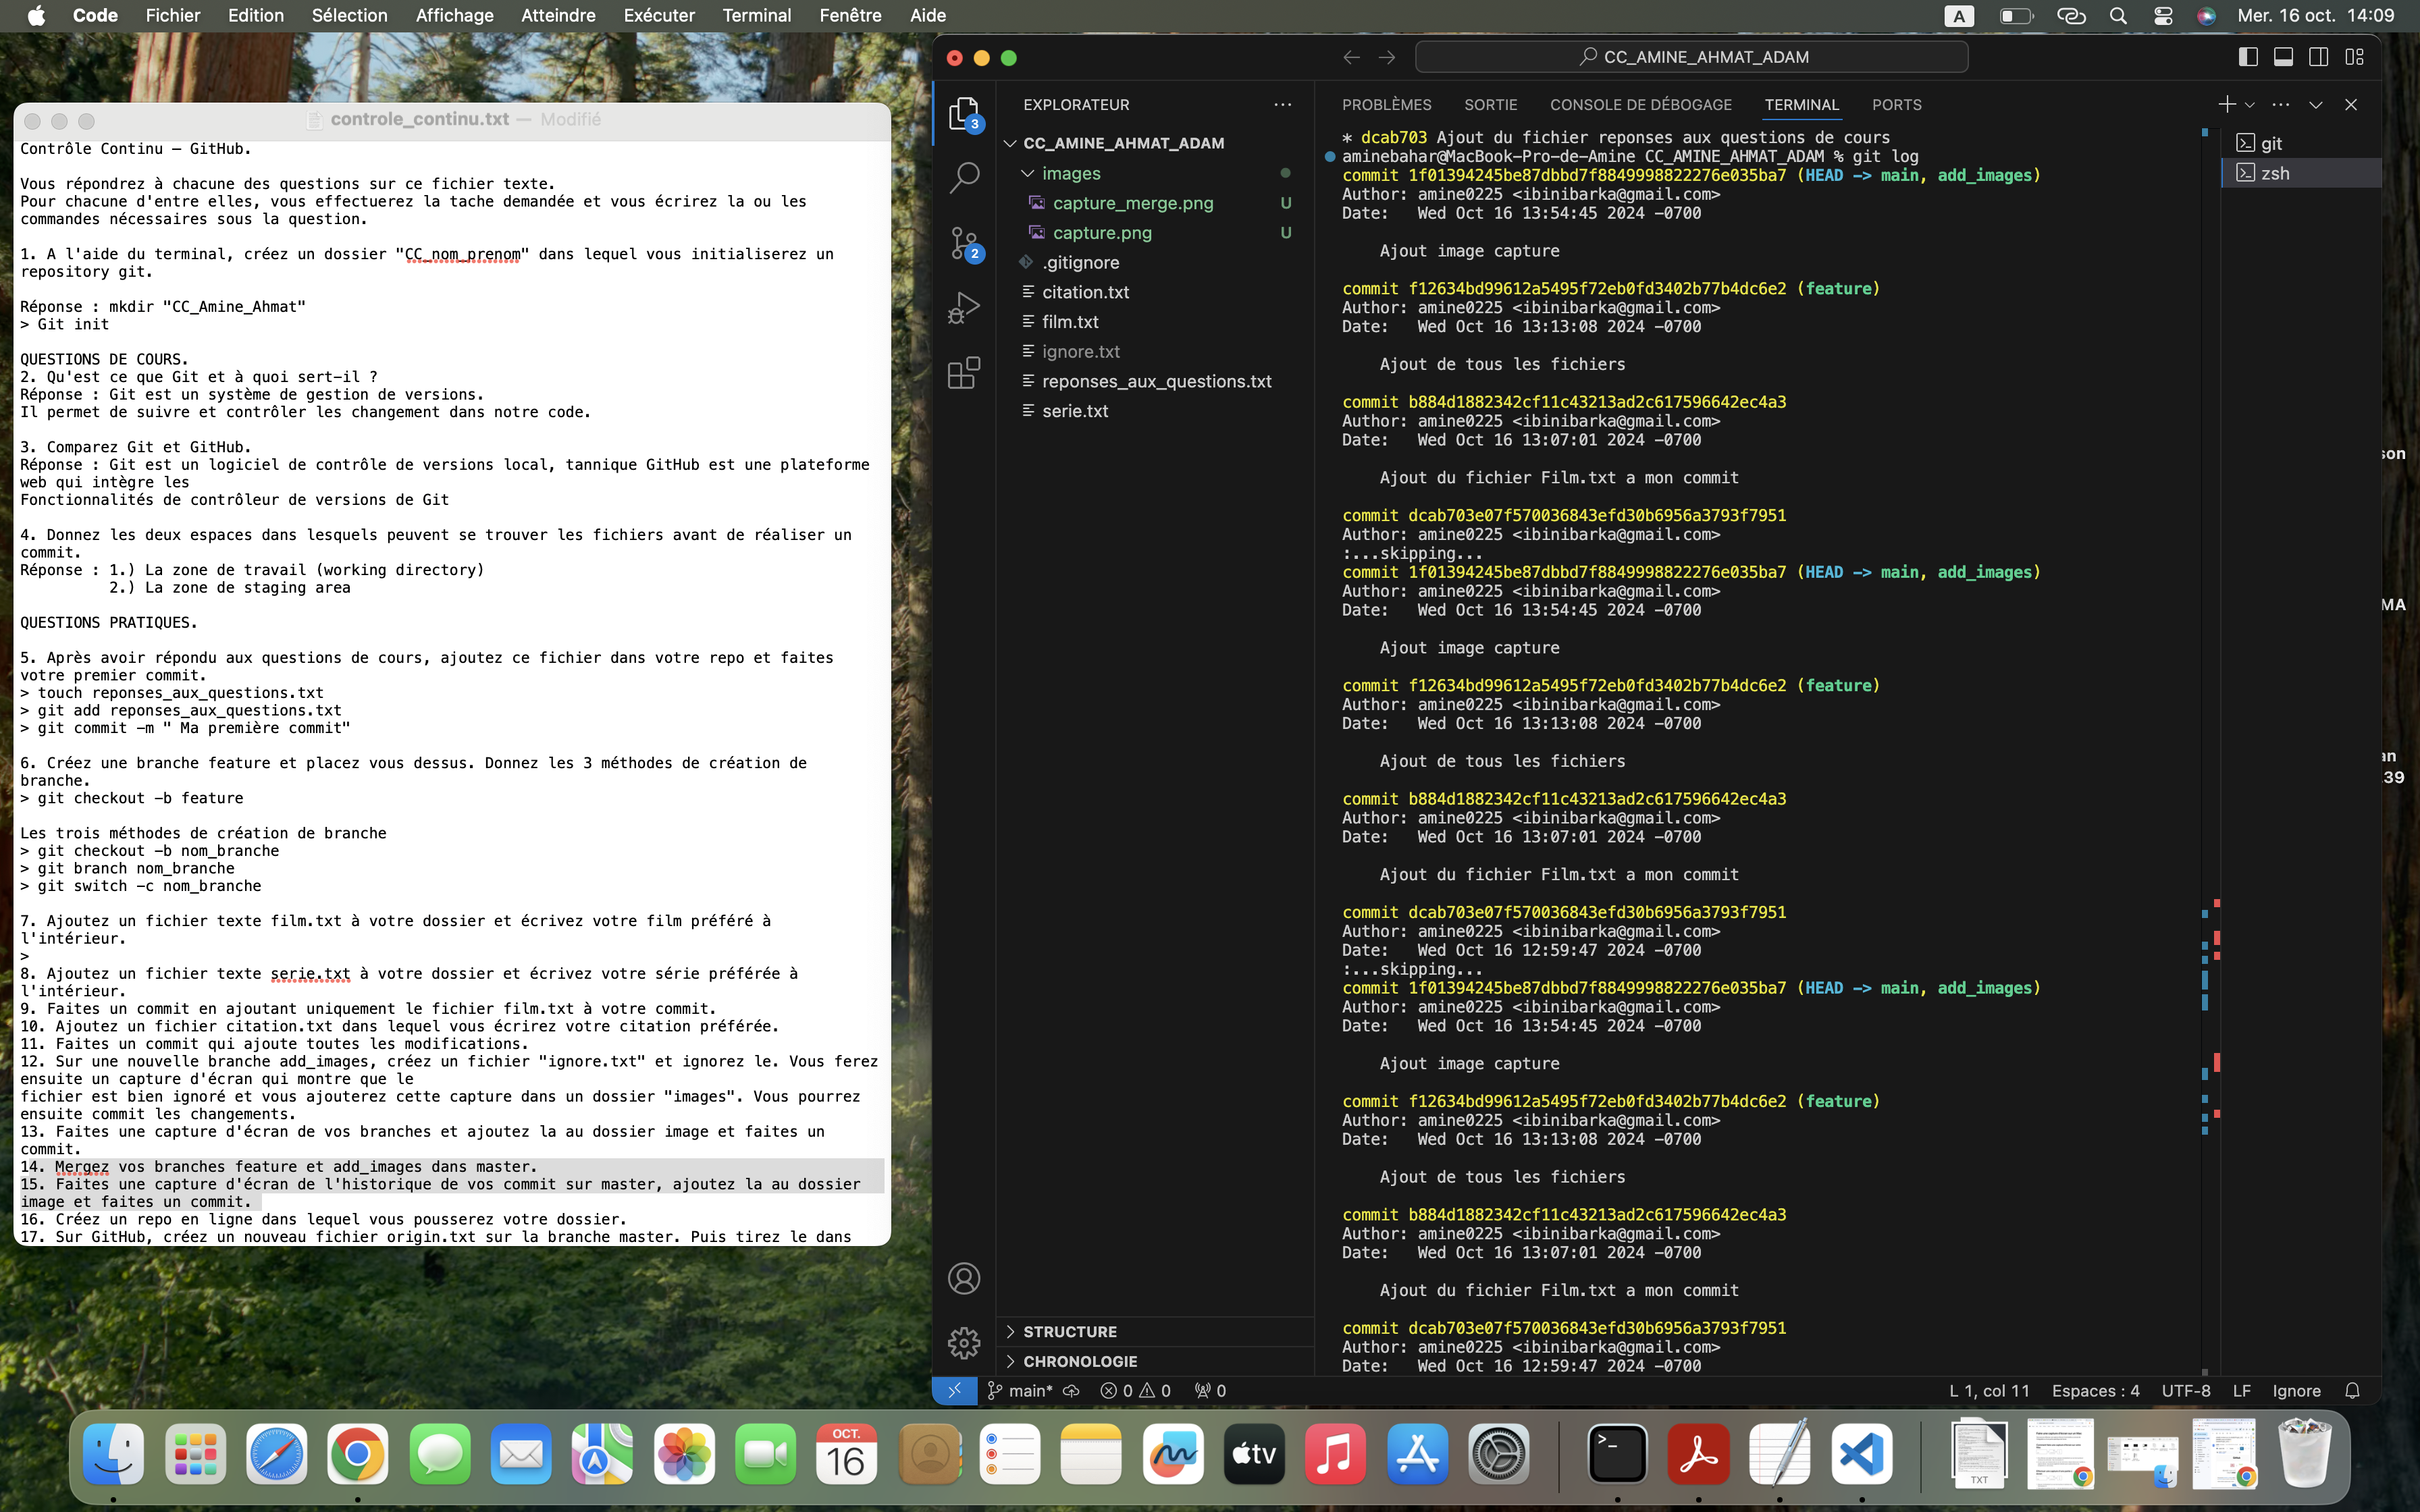 Code Fichier Edition Sélection Affichage Atteindre Exécuter Terminal Fenêtre Aide
A Mer. 16 oct. 14:09
controle_continu.txt — Modifié
Contrôle Continu – GitHub.
Vous répondrez à chacune des questions sur ce fichier texte.
Pour chacune d'entre elles, vous effectuerez la tache demandée et vous écrirez la ou les
commandes nécessaires sous la question.
1. A l'aide du terminal, créez un dossier "CC_nom_prenom" dans lequel vous initialiserez un
repository git.
Réponse : mkdir "CC_Amine_Ahmat"
> Git init
QUESTIONS DE COURS.
2. Qu'est ce que Git et à quoi sert-il ?
Réponse : Git est un système de gestion de versions.
Il permet de suivre et contrôler les changement dans notre code.
3. Comparez Git et GitHub.
Réponse : Git est un logiciel de contrôle de versions local, tannique GitHub est une plateforme
web qui intègre les
Fonctionnalités de contrôleur de versions de Git
4. Donnez les deux espaces dans lesquels peuvent se trouver les fichiers avant de réaliser un
commit.
Réponse : 1.) La zone de travail (working directory)
2.) La zone de staging area
QUESTIONS PRATIQUES.
5. Après avoir répondu aux questions de cours, ajoutez ce fichier dans votre repo et faites
votre premier commit.
> touch reponses_aux_questions.txt
> git add reponses_aux_questions.txt
> git commit -m " Ma première commit"
6. Créez une branche feature et placez vous dessus. Donnez les 3 méthodes de création de
branche.
> git checkout -b feature
Les trois méthodes de création de branche
> git checkout -b nom_branche
> git branch nom_branche
> git switch -c nom_branche
7. Ajoutez un fichier texte film.txt à votre dossier et écrivez votre film préféré à
l'intérieur.
>
8. Ajoutez un fichier texte serie.txt à votre dossier et écrivez votre série préférée à
l'intérieur.
9. Faites un commit en ajoutant uniquement le fichier film.txt à votre commit.
10. Ajoutez un fichier citation.txt dans lequel vous écrirez votre citation préférée.
11. Faites un commit qui ajoute toutes les modifications.
12. Sur une nouvelle branche add_images, créez un fichier "ignore.txt" et ignorez le. Vous ferez
ensuite un capture d'écran qui montre que le
fichier est bien ignoré et vous ajouterez cette capture dans un dossier "images". Vous pourrez
ensuite commit les changements.
13. Faites une capture d'écran de vos branches et ajoutez la au dossier image et faites un
commit.
14. Mergez vos branches feature et add_images dans master.
15. Faites une capture d'écran de l'historique de vos commit sur master, ajoutez la au dossier
image et faites un commit.
16. Créez un repo en ligne dans lequel vous pousserez votre dossier.
17. Sur GitHub, créez un nouveau fichier origin.txt sur la branche master. Puis tirez le dans
CC_AMINE_AHMAT_ADAM
3
2
EXPLORATEUR
CC_AMINE_AHMAT_ADAM
images
capture_merge.png U
capture.png U
.gitignore
citation.txt
film.txt
ignore.txt
reponses_aux_questions.txt
serie.txt
STRUCTURE
CHRONOLOGIE
PROBLÈMES SORTIE CONSOLE DE DÉBOGAGE TERMINAL PORTS
git
zsh
* dcab703 Ajout du fichier reponses aux questions de cours
aminebahar@MacBook-Pro-de-Amine CC_AMINE_AHMAT_ADAM % git log
commit 1f01394245be87dbbd7f8849998822276e035ba7 (HEAD -> main, add_images)
Author: amine0225 <ibinibarka@gmail.com>
Date: Wed Oct 16 13:54:45 2024 -0700
Ajout image capture
commit f12634bd99612a5495f72eb0fd3402b77b4dc6e2 (feature)
Author: amine0225 <ibinibarka@gmail.com>
Date: Wed Oct 16 13:13:08 2024 -0700
Ajout de tous les fichiers
commit b884d1882342cf11c43213ad2c617596642ec4a3
Author: amine0225 <ibinibarka@gmail.com>
Date: Wed Oct 16 13:07:01 2024 -0700
Ajout du fichier Film.txt a mon commit
commit dcab703e07f570036843efd30b6956a3793f7951
Author: amine0225 <ibinibarka@gmail.com>
:...skipping...
commit 1f01394245be87dbbd7f8849998822276e035ba7 (HEAD -> main, add_images)
Author: amine0225 <ibinibarka@gmail.com>
Date: Wed Oct 16 13:54:45 2024 -0700
Ajout image capture
commit f12634bd99612a5495f72eb0fd3402b77b4dc6e2 (feature)
Author: amine0225 <ibinibarka@gmail.com>
Date: Wed Oct 16 13:13:08 2024 -0700
Ajout de tous les fichiers
commit b884d1882342cf11c43213ad2c617596642ec4a3
Author: amine0225 <ibinibarka@gmail.com>
Date: Wed Oct 16 13:07:01 2024 -0700
Ajout du fichier Film.txt a mon commit
commit dcab703e07f570036843efd30b6956a3793f7951
Author: amine0225 <ibinibarka@gmail.com>
Date: Wed Oct 16 12:59:47 2024 -0700
:...skipping...
commit 1f01394245be87dbbd7f8849998822276e035ba7 (HEAD -> main, add_images)
Author: amine0225 <ibinibarka@gmail.com>
Date: Wed Oct 16 13:54:45 2024 -0700
Ajout image capture
commit f12634bd99612a5495f72eb0fd3402b77b4dc6e2 (feature)
Author: amine0225 <ibinibarka@gmail.com>
Date: Wed Oct 16 13:13:08 2024 -0700
Ajout de tous les fichiers
commit b884d1882342cf11c43213ad2c617596642ec4a3
Author: amine0225 <ibinibarka@gmail.com>
Date: Wed Oct 16 13:07:01 2024 -0700
Ajout du fichier Film.txt a mon commit
commit dcab703e07f570036843efd30b6956a3793f7951
Author: amine0225 <ibinibarka@gmail.com>
Date: Wed Oct 16 12:59:47 2024 -0700
son
MA
an
39
main* 0 0 0 L 1, col 11 Espaces : 4 UTF-8 LF Ignore
OCT.
16
tv
TXT